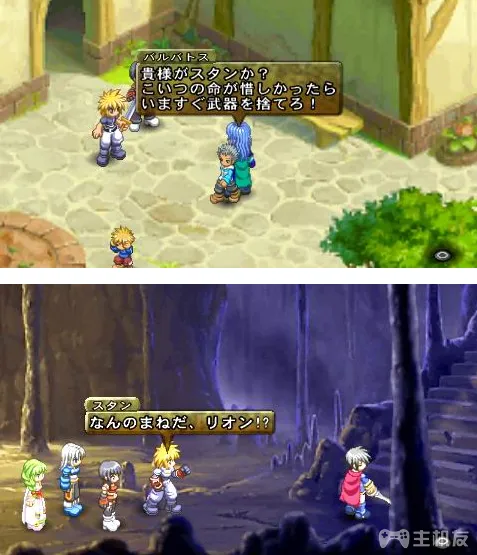 バルバトス
貴様がスタンか？
こいつの命が惜しかったら
いますぐ武器を捨てろ！
スタン
なんのまねだ、リオン!?
主机友